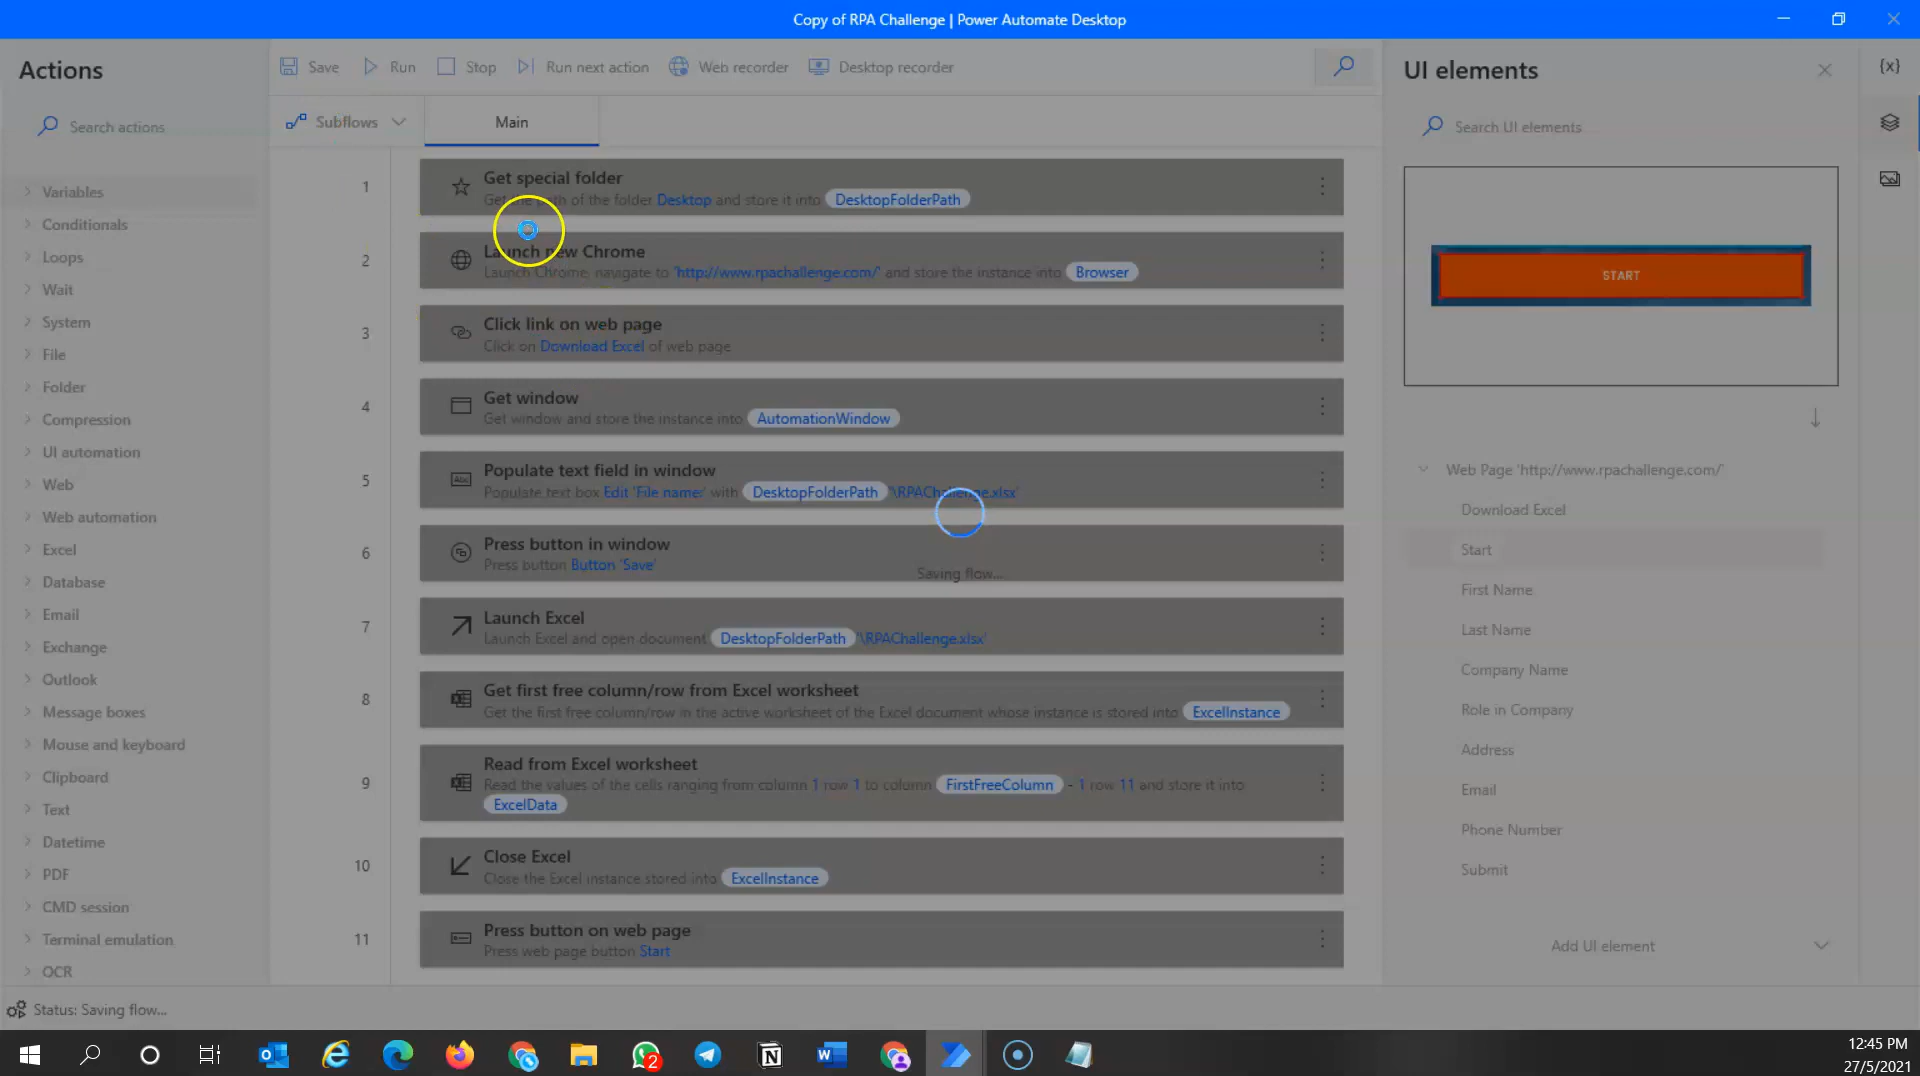 Copy of RPA Challenge | Power Automate Desktop
Actions
Save
Run
Stop
Run next action
Web recorder
Desktop recorder
UI elements
{x}
Search actions
Subflows
Main
Search UI elements
Variables
Conditionals
Loops
Wait
System
File
Folder
Compression
UI automation
Web
Web automation
Excel
Database
Email
Exchange
Outlook
Message boxes
Mouse and keyboard
Clipboard
Text
Datetime
PDF
CMD session
Terminal emulation
OCR
1
Get special folder
Get the path of the folder Desktop and store it into DesktopFolderPath
2
Launch new Chrome
Launch Chrome, navigate to 'http://www.rpachallenge.com/' and store the instance into Browser
3
Click link on web page
Click on Download Excel of web page
4
Get window
Get window and store the instance into AutomationWindow
5
Populate text field in window
Populate text box Edit 'File name:' with DesktopFolderPath '\RPAChallenge.xlsx'
6
Press button in window
Press button Button 'Save'
Saving flow...
7
Launch Excel
Launch Excel and open document DesktopFolderPath '\RPAChallenge.xlsx'
8
Get first free column/row from Excel worksheet
Get the first free column/row in the active worksheet of the Excel document whose instance is stored into ExcelInstance
9
Read from Excel worksheet
Read the values of the cells ranging from column 1 row 1 to column FirstFreeColumn - 1 row 11 and store it into
ExcelData
10
Close Excel
Close the Excel instance stored into ExcelInstance
11
Press button on web page
Press web page button Start
START
Web Page 'http://www.rpachallenge.com/'
Download Excel
Start
First Name
Last Name
Company Name
Role in Company
Address
Email
Phone Number
Submit
Add UI element
Status: Saving flow...
2
12:45 PM
27/5/2021